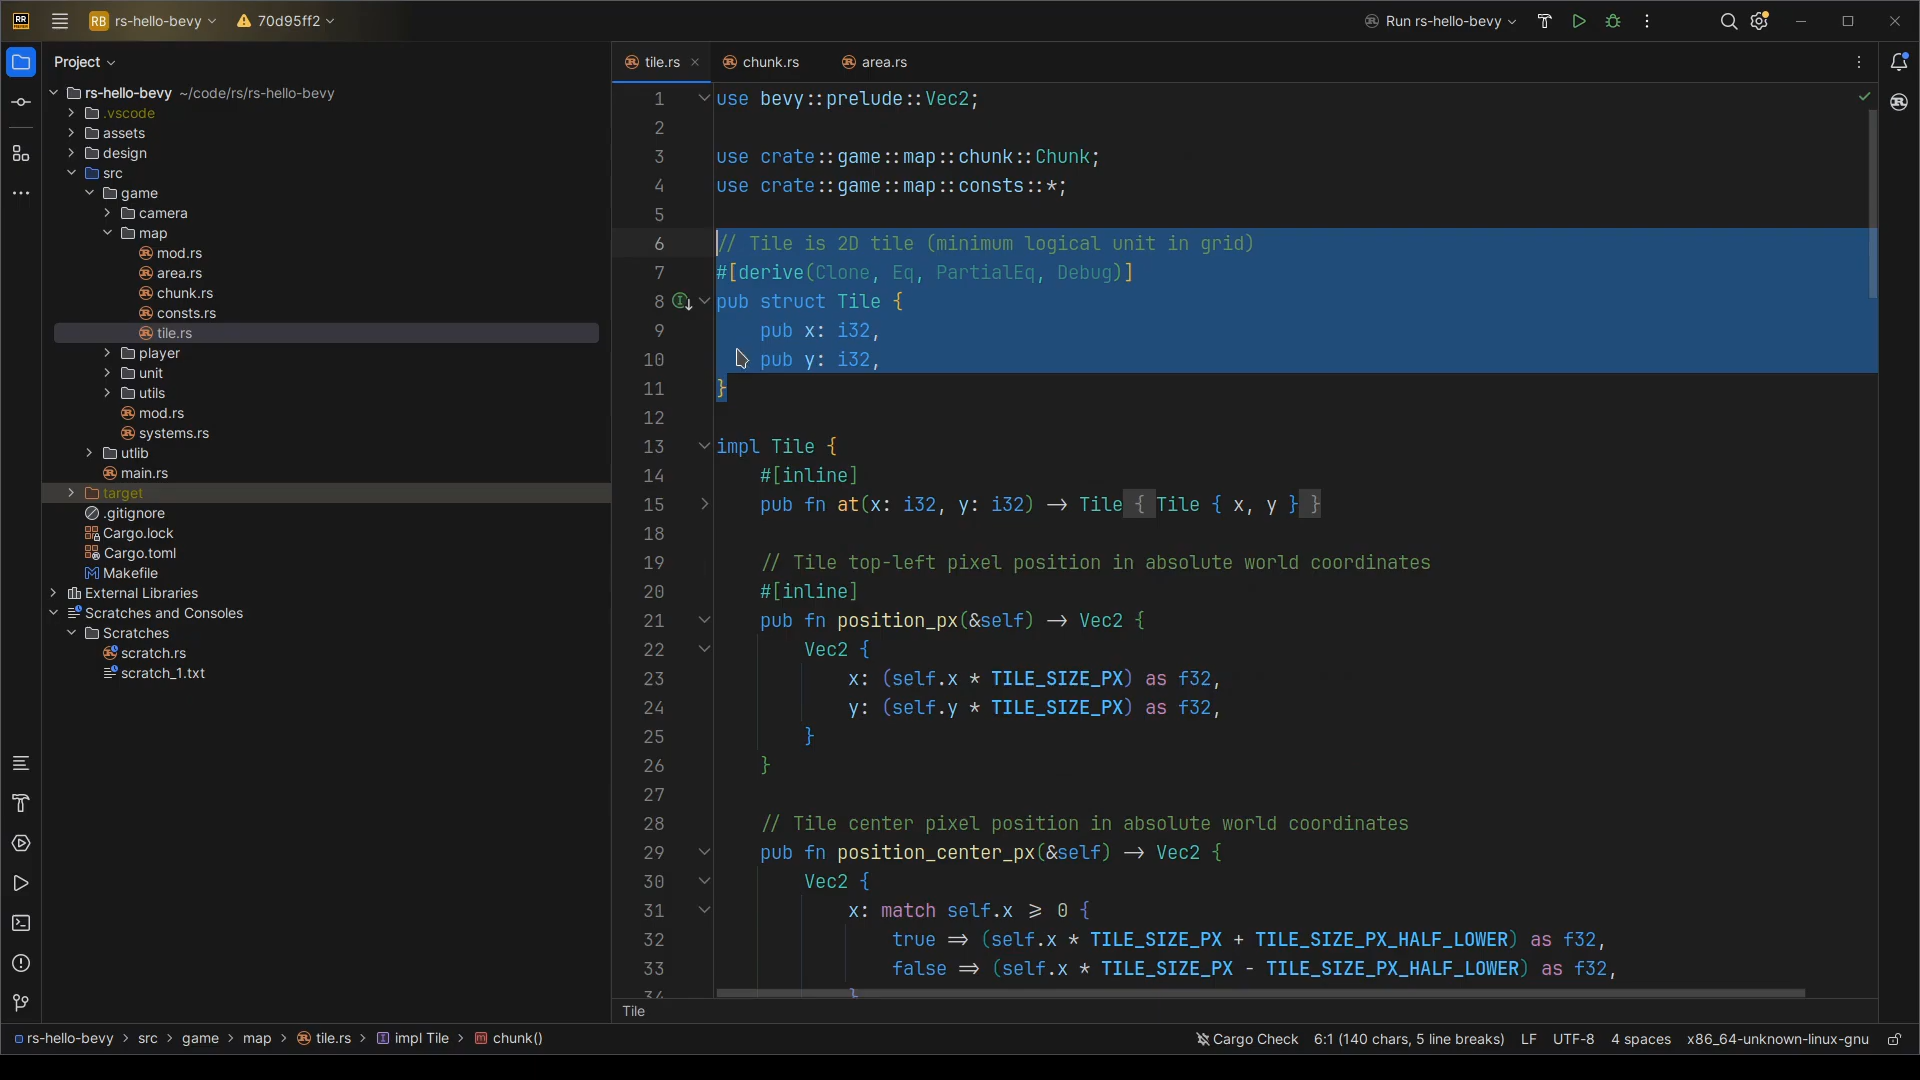 RR
RB rs-hello-bevy 70d95ff2 Run rs-hello-bevy
Project
rs-hello-bevy ~/code/rs/rs-hello-bevy
.vscode
assets
design
src
game
camera
map
mod.rs
area.rs
chunk.rs
consts.rs
tile.rs
player
unit
utils
mod.rs
systems.rs
utlib
main.rs
target
.gitignore
Cargo.lock
Cargo.toml
Makefile
External Libraries
Scratches and Consoles
Scratches
scratch.rs
scratch_1.txt
tile.rs chunk.rs area.rs
1 use bevy::prelude::Vec2;
2
3 use crate::game::map::chunk::Chunk;
4 use crate::game::map::consts::*;
5
6 // Tile is 2D tile (minimum logical unit in grid)
7 #[derive(Clone, Eq, PartialEq, Debug)]
8 pub struct Tile {
9 pub x: i32,
10 pub y: i32,
11 }
12
13 impl Tile {
14 #[inline]
15 pub fn at(x: i32, y: i32) → Tile { Tile { x, y } }
18
19 // Tile top-left pixel position in absolute world coordinates
20 #[inline]
21 pub fn position_px(&self) → Vec2 {
22 Vec2 {
23 x: (self.x * TILE_SIZE_PX) as f32,
24 y: (self.y * TILE_SIZE_PX) as f32,
25 }
26 }
27
28 // Tile center pixel position in absolute world coordinates
29 pub fn position_center_px(&self) → Vec2 {
30 Vec2 {
31 x: match self.x ⩾ 0 {
32 true ⇒ (self.x * TILE_SIZE_PX + TILE_SIZE_PX_HALF_LOWER) as f32,
33 false ⇒ (self.x * TILE_SIZE_PX - TILE_SIZE_PX_HALF_LOWER) as f32,
34 }
Tile
rs-hello-bevy > src > game > map > tile.rs > impl Tile > chunk() Cargo Check 6:1 (140 chars, 5 line breaks) LF UTF-8 4 spaces x86_64-unknown-linux-gnu